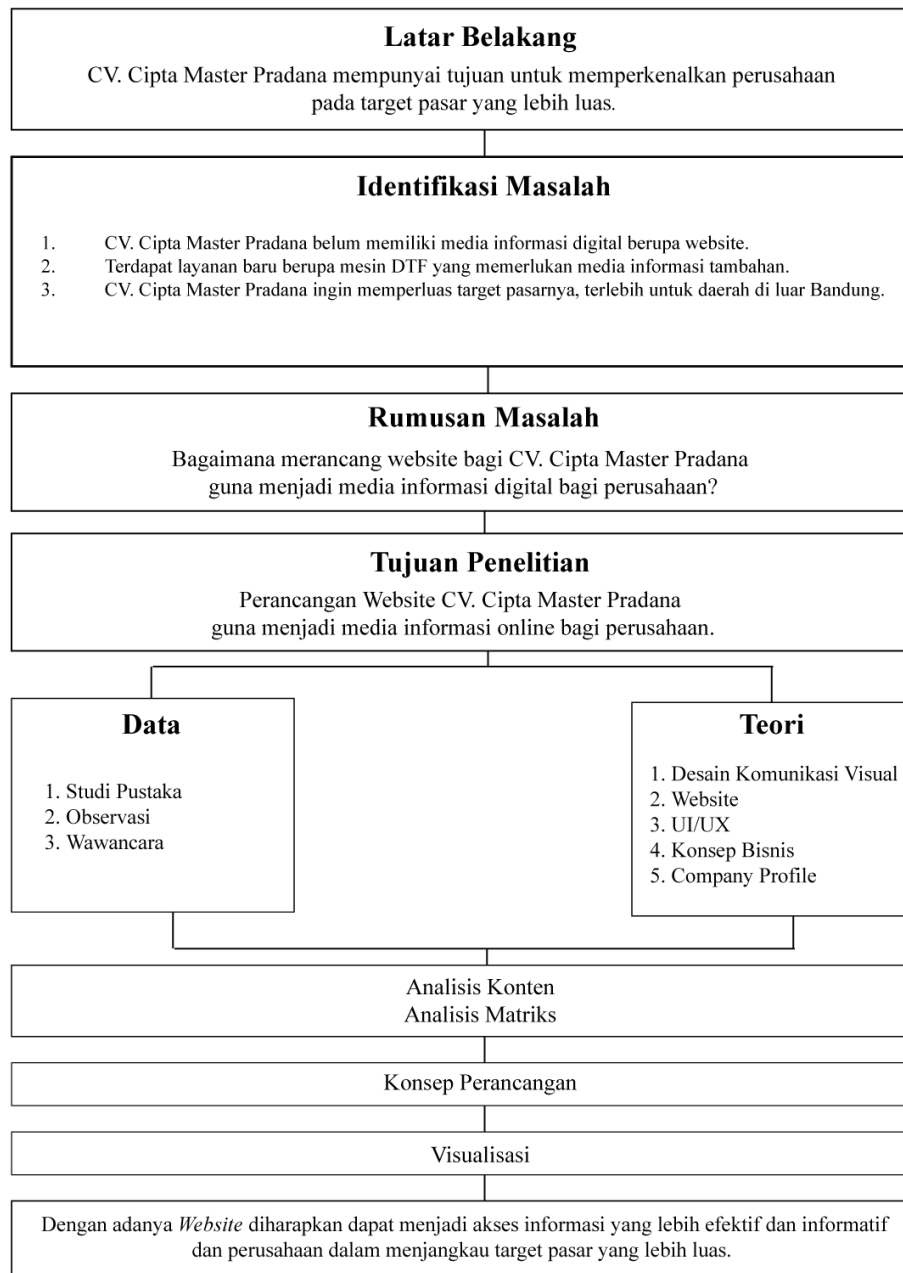 Latar Belakang
CV. Cipta Master Pradana mempunyai tujuan untuk memperkenalkan perusahaan
pada target pasar yang lebih luas.
Identifikasi Masalah
1. CV. Cipta Master Pradana belum memiliki media informasi digital berupa website.
2. Terdapat layanan baru berupa mesin DTF yang memerlukan media informasi tambahan.
3. CV. Cipta Master Pradana ingin memperluas target pasarnya, terlebih untuk daerah di luar Bandung.
Rumusan Masalah
Bagaimana merancang website bagi CV. Cipta Master Pradana
guna menjadi media informasi digital bagi perusahaan?
Tujuan Penelitian
Perancangan Website CV. Cipta Master Pradana
guna menjadi media informasi online bagi perusahaan.
Data
1. Studi Pustaka
2. Observasi
3. Wawancara
Teori
1. Desain Komunikasi Visual
2. Website
3. UI/UX
4. Konsep Bisnis
5. Company Profile
Analisis Konten
Analisis Matriks
Konsep Perancangan
Visualisasi
Dengan adanya Website diharapkan dapat menjadi akses informasi yang lebih efektif dan informatif
dan perusahaan dalam menjangkau target pasar yang lebih luas.